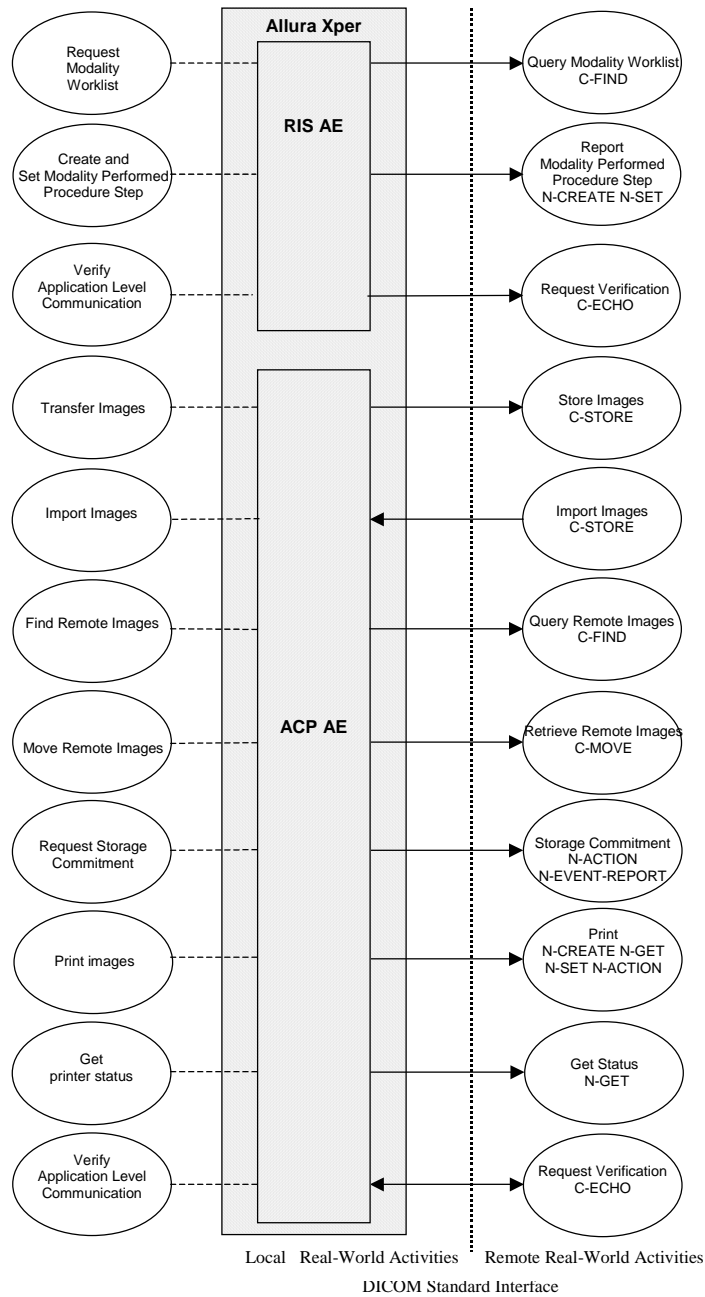 Allura Xper
Request
Modality
Worklist
RIS AE
Query Modality Worklist
C-FIND
Create and
Set Modality Performed
Procedure Step
Report
Modality Performed
Procedure Step
N-CREATE N-SET
Verify
Application Level
Communication
Request Verification
C-ECHO
Transfer Images
Store Images
C-STORE
Import Images
Import Images
C-STORE
Find Remote Images
Query Remote Images
C-FIND
ACP AE
Move Remote Images
Retrieve Remote Images
C-MOVE
Request Storage
Commitment
Storage Commitment
N-ACTION
N-EVENT-REPORT
Print images
Print
N-CREATE N-GET
N-SET N-ACTION
Get
printer status
Get Status
N-GET
Verify
Application Level
Communication
Request Verification
C-ECHO
Local Real-World Activities
Remote Real-World Activities
DICOM Standard Interface